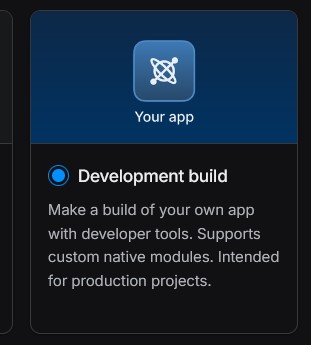 Your app
Development build
Make a build of your own app
with developer tools. Supports
custom native modules. Intended
for production projects.